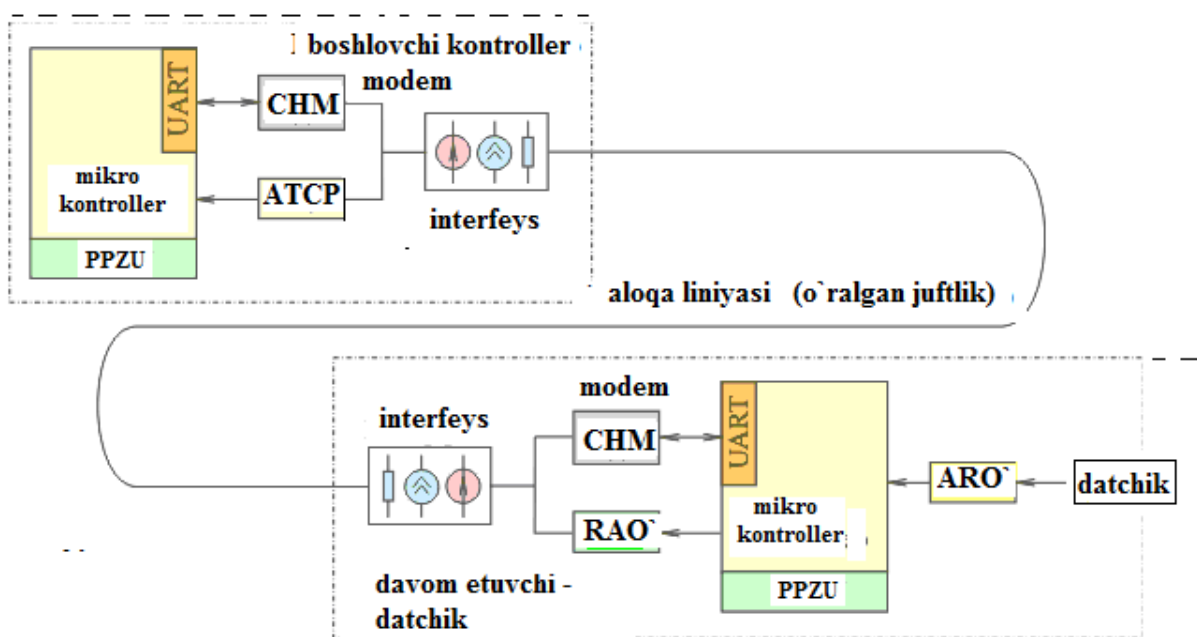 boshlovchi kontroller
modem
UART
CHM
mikro
kontroller
ATCP
PPZU
interfeys
aloqa liniyasi (o`ralgan juftlik)
interfeys
modem
CHM
UART
RAO`
mikro
kontroller
PPZU
ARO`
datchik
davom etuvchi -
datchik